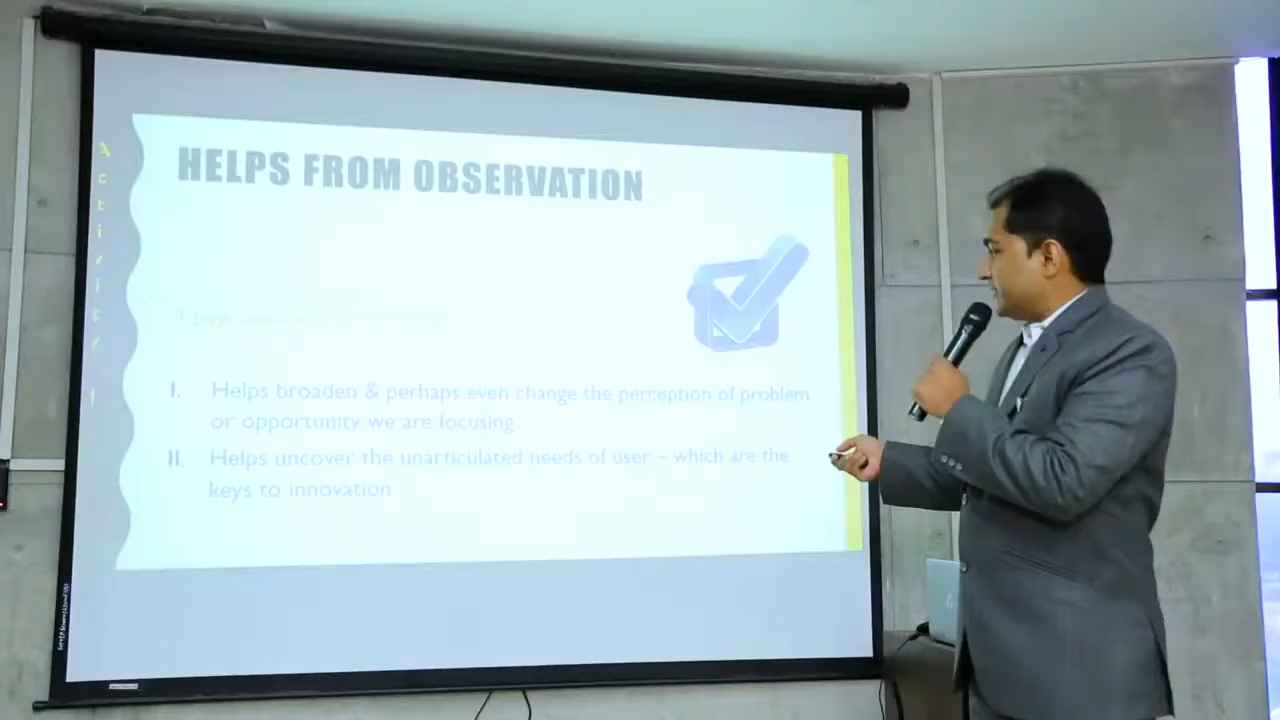 HELPS FROM OBSERVATION
I. Helps broaden & perhaps even change the perception of problem
or opportunity we are focusing
II. Helps uncover the unarticulated needs of user – which are the
keys to innovation